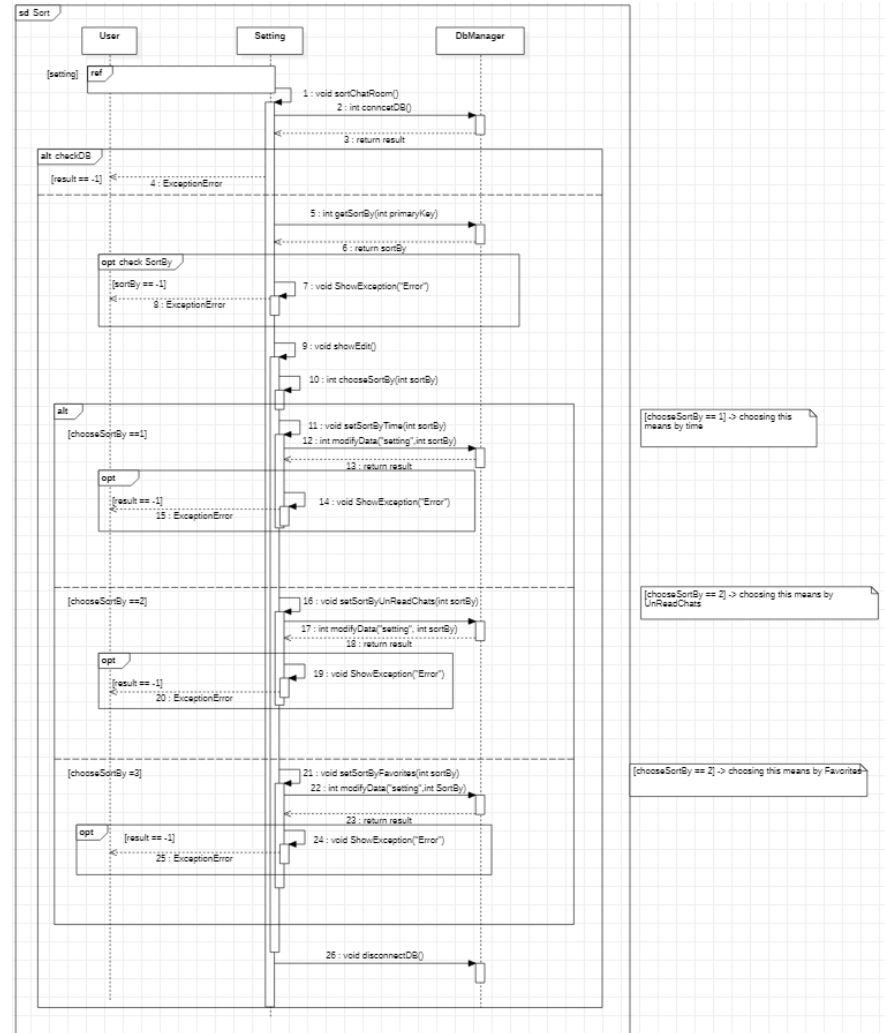 sd Sort
User
Setting
DbManager
[setting]
ref
1 : void sortChatRoom()
2 : int conncetDB()
3 : return result
alt checkDB
[result == -1]
4 : ExceptionError
5 : int getSortBy(int primaryKey)
6 : return sortBy
opt check SortBy
[sortBy == -1]
7 : void ShowException("Error")
8 : ExceptionError
9 : void showEdit()
10 : int chooseSortBy(int sortBy)
alt
[chooseSortBy == 1] -> choosing this
means by time
[chooseSortBy ==1]
11 : void setSortByTime(int sortBy)
12 : int modifyData("setting",int sortBy)
13 : return result
opt
[result == -1]
14 : void ShowException("Error")
15 : ExceptionError
[chooseSortBy == 2] -> choosing this means by
UnReadChats
[chooseSortBy ==2]
16 : void setSortByUnReadChats(int sortBy)
17 : int modifyData("setting", int sortBy)
18 : return result
opt
[result == -1]
19 : void ShowException("Error")
20 : ExceptionError
[chooseSortBy =3]
21 : void setSortByFavorites(int sortBy)
[chooseSortBy == 2] -> choosing this means by Favorites
22 : int modifyData("setting",int SortBy)
23 : return result
opt
[result == -1]
24 : void ShowException("Error")
25 : ExceptionError
26 : void disconnectDB()